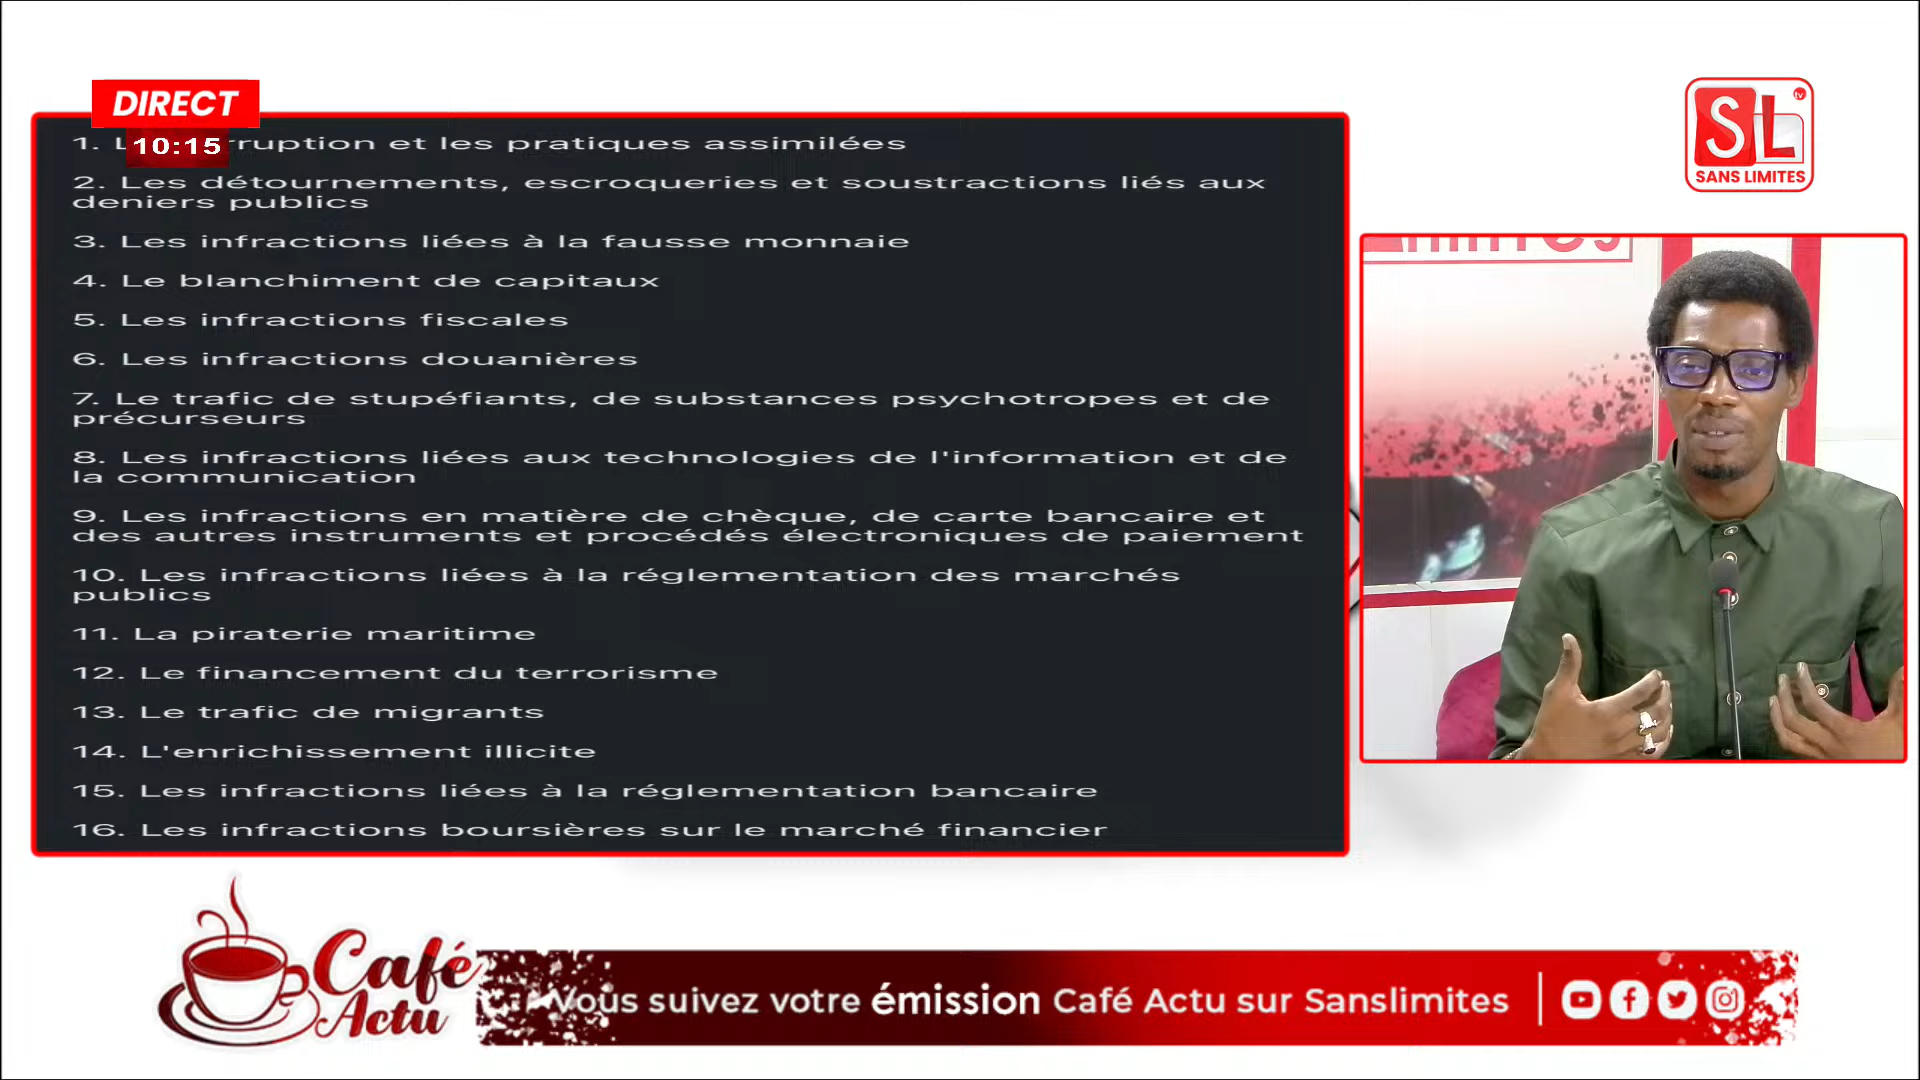 DIRECT
10:15
1. L rruption et les pratiques assimilées
2. Les détournements, escroqueries et soustractions liés aux
deniers publics
3. Les infractions liées à la fausse monnaie
4. Le blanchiment de capitaux
5. Les infractions fiscales
6. Les infractions douanières
7. Le trafic de stupéfiants, de substances psychotropes et de
précurseurs
8. Les infractions liées aux technologies de l'information et de
la communication
9. Les infractions en matière de chèque, de carte bancaire et
des autres instruments et procédés électroniques de paiement
10. Les infractions liées à la réglementation des marchés
publics
11. La piraterie maritime
12. Le financement du terrorisme
13. Le trafic de migrants
14. L'enrichissement illicite
15. Les infractions liées à la réglementation bancaire
16. Les infractions boursières sur le marché financier
SL tv
SANS LIMITES
Café
Actu
Vous suivez votre émission Café Actu sur Sanslimites